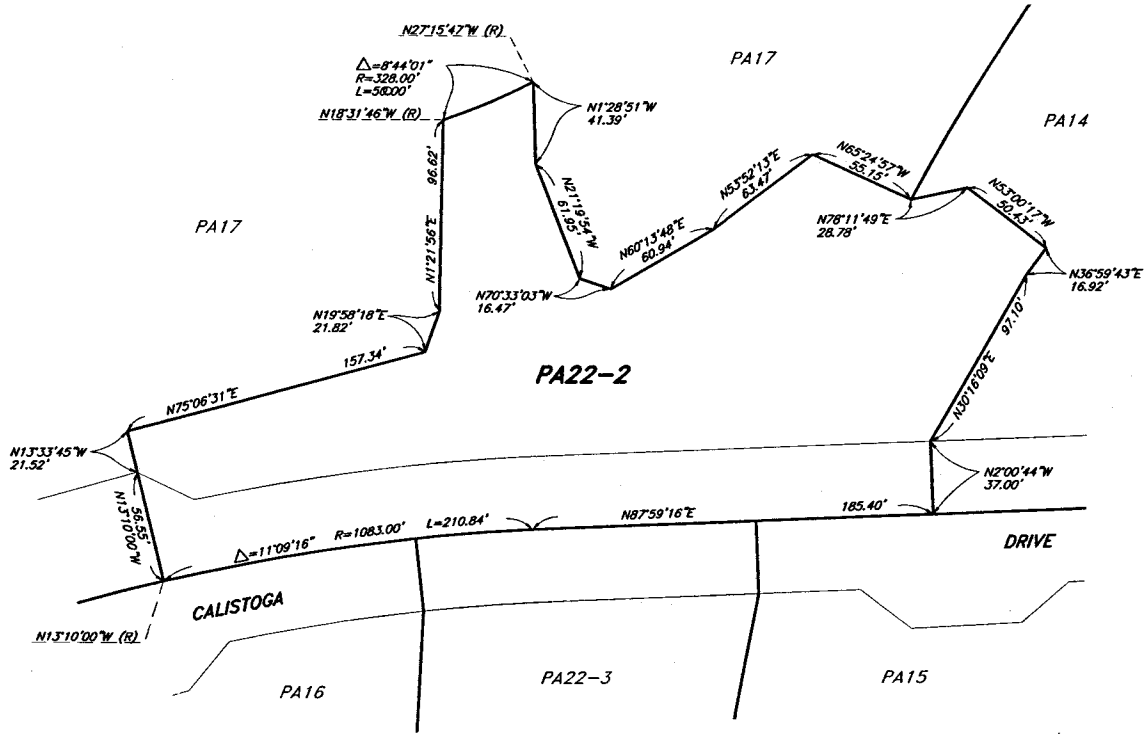 N27°15'47"W (R)
△=8°44'01"
R=328.00'
L=50.00'
N18°31'46"W (R)
PA17
N1°28'51"W
41.39'
PA14
96.62'
N1°21'56"E
N21°19'54"W
61.95'
N53°52'13"E
63.47'
N65°24'57"W
55.15'
N53°00'17"W
50.43'
N78°11'49"E
28.78'
PA17
N60°13'48"E
60.94'
N70°33'03"W
16.47'
N36°59'43"E
16.92'
N19°58'18"E
21.82'
97.10'
N30°16'09"E
157.34'
N75°06'31"E
PA22-2
N13°33'45"W
21.52'
N2°00'44"W
37.00'
56.55'
N13°10'00"W
△=11°09'16"
R=1083.00'
L=210.84'
N87°59'16"E
185.40'
DRIVE
CALISTOGA
N13°10'00"W (R)
PA16
PA22-3
PA15